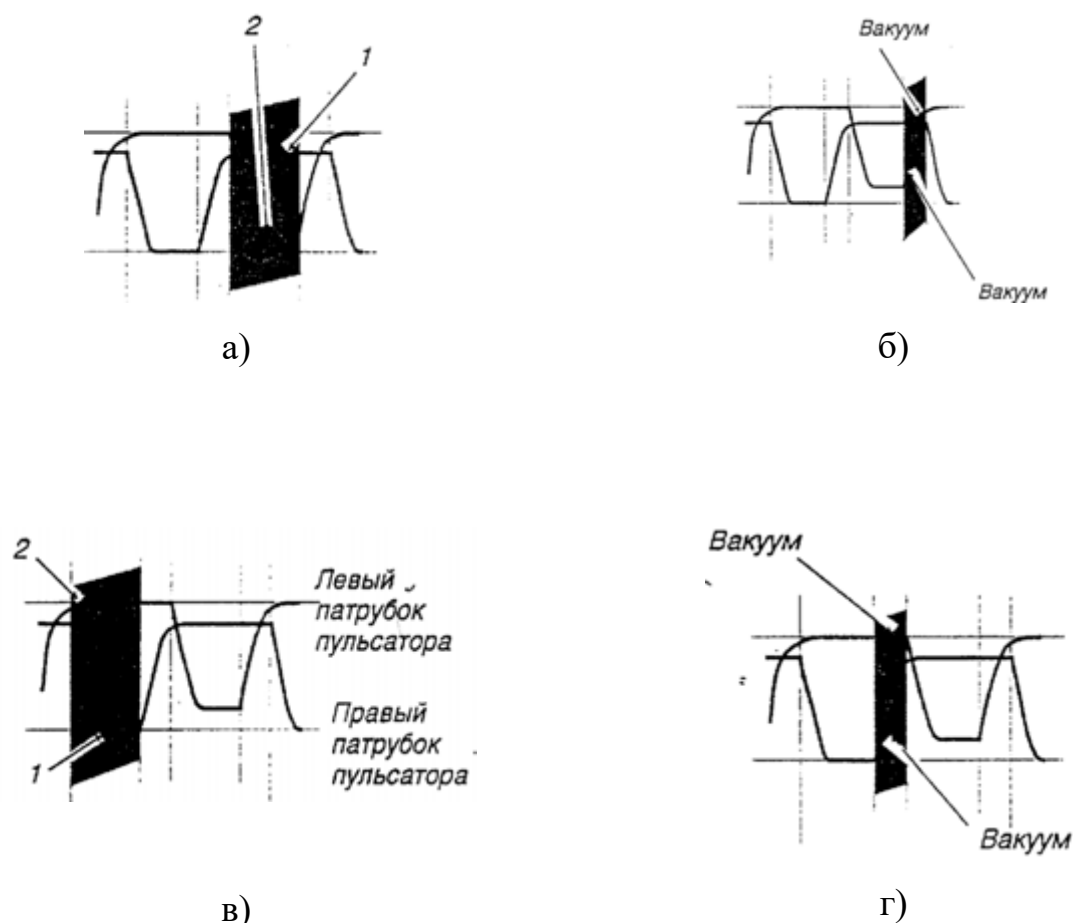 2
1
Вакуум
Вакуум
а)
б)
2
Левый
патрубок
пульсатора
1
Правый
патрубок
пульсатора
Вакуум
Вакуум
в)
г)